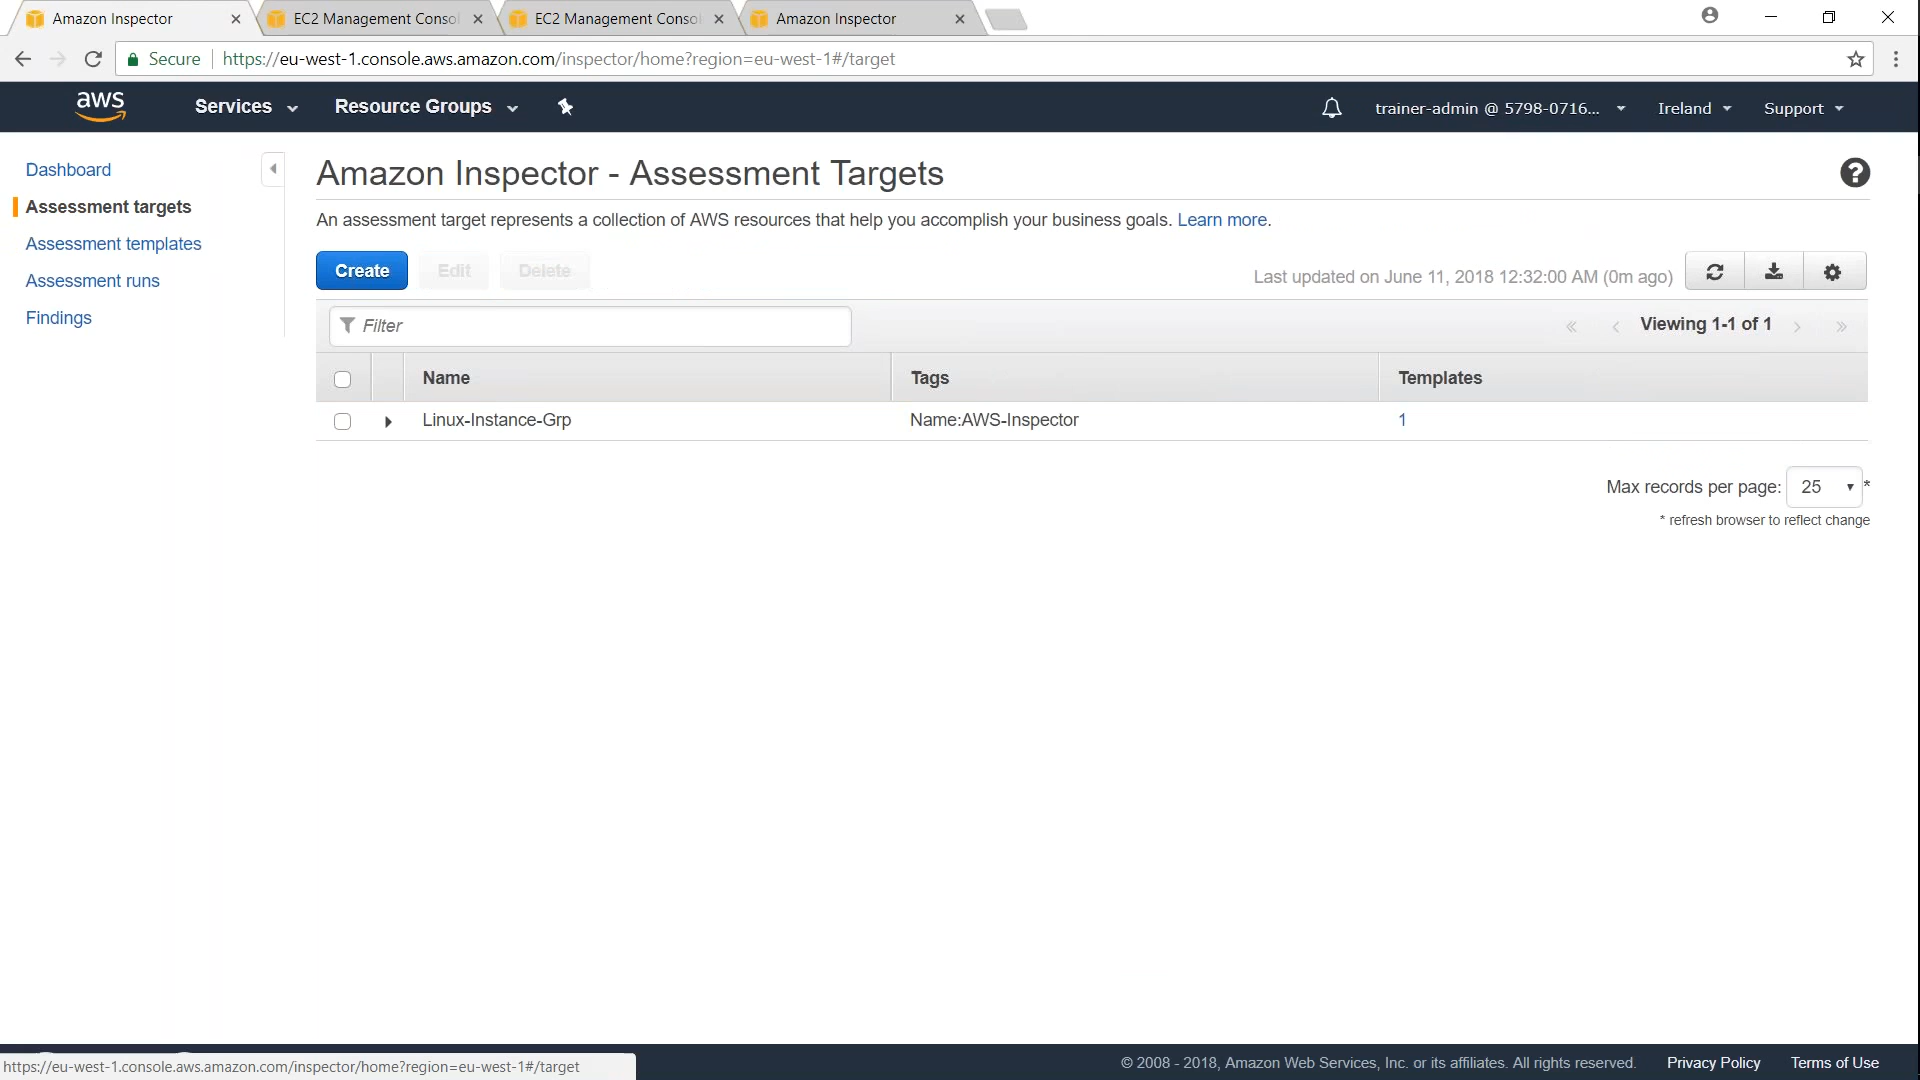 Amazon Inspector
EC2 Management Consol
EC2 Management Consol
Amazon Inspector
Secure
https://eu-west-1.console.aws.amazon.com/inspector/home?region=eu-west-1#/target
aws
Services
Resource Groups
trainer-admin @ 5798-0716...
Ireland
Support
Dashboard
Assessment targets
Assessment templates
Assessment runs
Findings
Amazon Inspector - Assessment Targets
An assessment target represents a collection of AWS resources that help you accomplish your business goals. Learn more.
Create
Edit
Delete
Last updated on June 11, 2018 12:32:00 AM (0m ago)
Filter
Viewing 1-1 of 1
Name
Tags
Templates
Linux-Instance-Grp
Name:AWS-Inspector
1
Max records per page: 25 *
* refresh browser to reflect change
https://eu-west-1.console.aws.amazon.com/inspector/home?region=eu-west-1#/target
© 2008 - 2018, Amazon Web Services, Inc. or its affiliates. All rights reserved.
Privacy Policy
Terms of Use